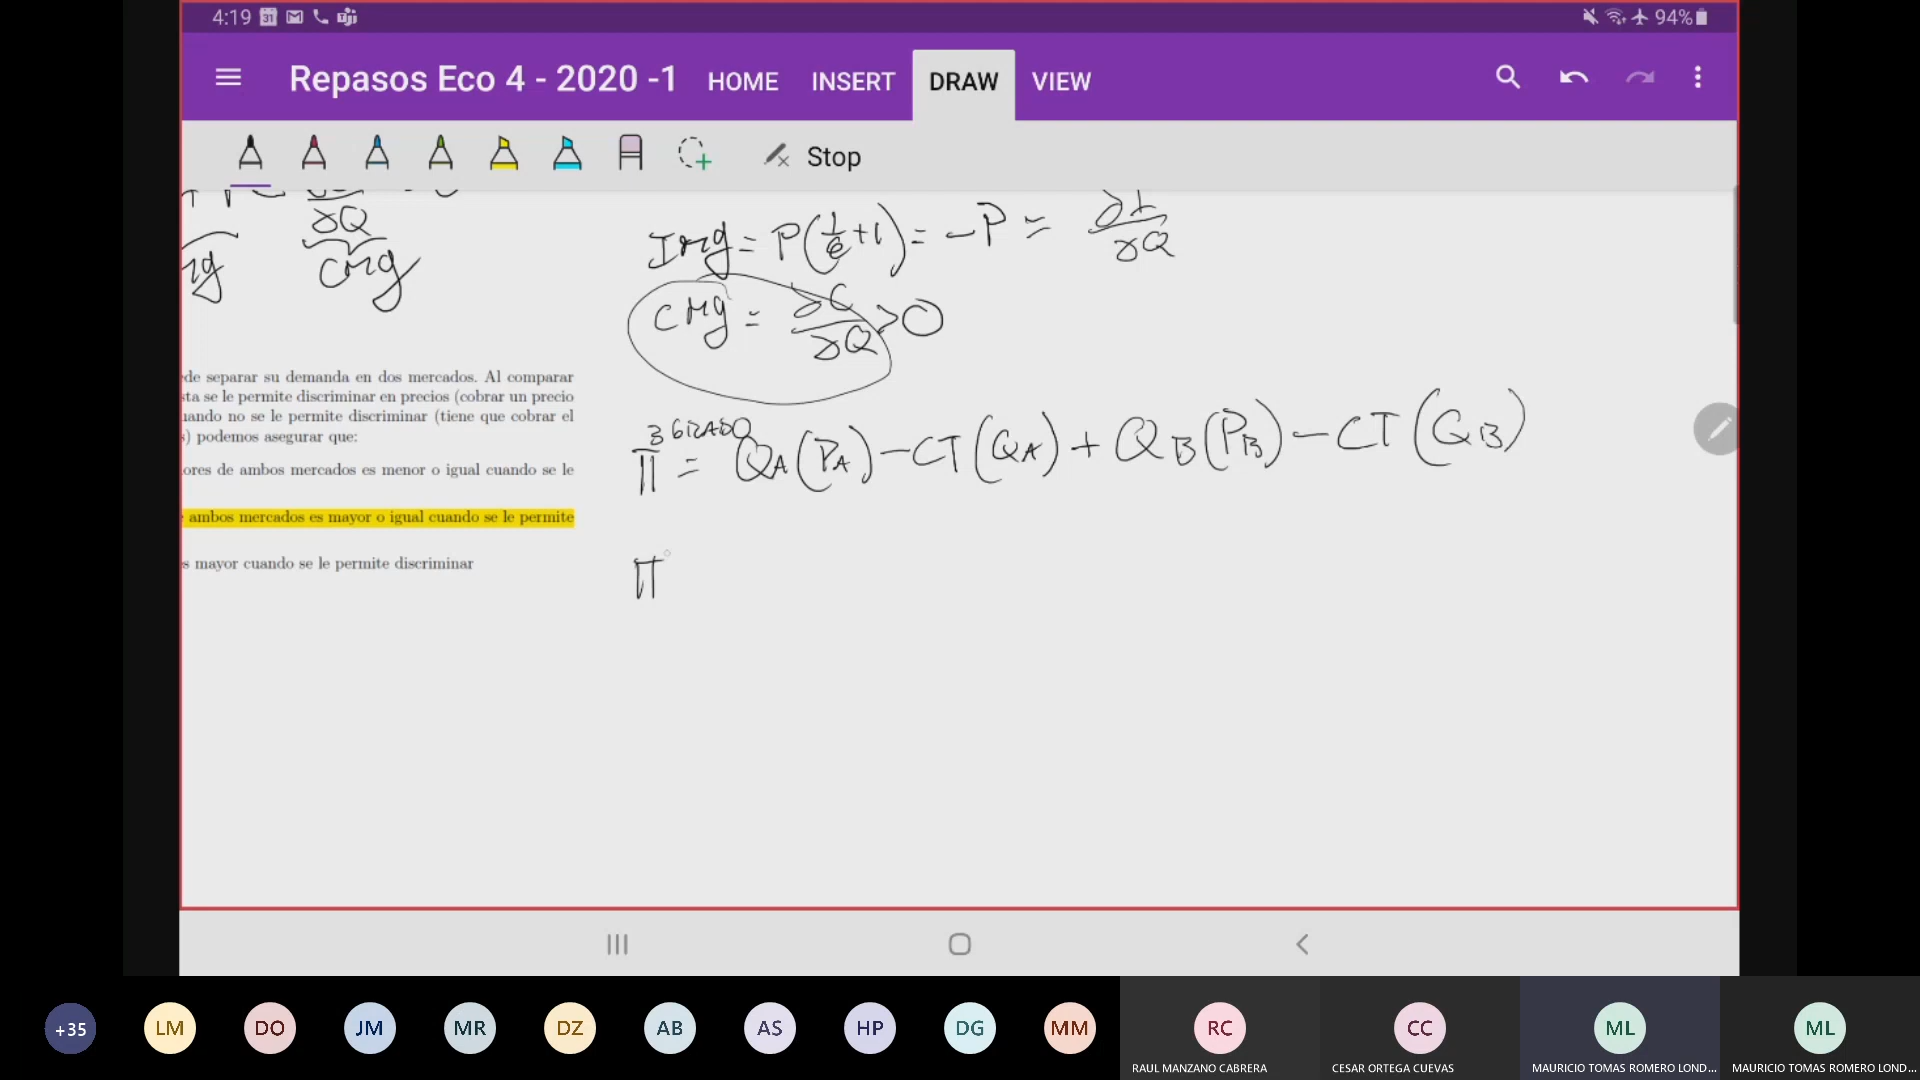 4:19 31 94%
Repasos Eco 4 - 2020 -1 HOME INSERT DRAW VIEW
Stop
∂Q
CMg
IMg = P(1/e + 1) = -P = ∂I/∂Q
CMg = ∂C/∂Q > 0
de separar su demanda en dos mercados. Al comparar
sta se le permite discriminar en precios (cobrar un precio
uando no se le permite discriminar (tiene que cobrar el
s) podemos asegurar que:
ores de ambos mercados es menor o igual cuando se le
ambos mercados es mayor o igual cuando se le permite
s mayor cuando se le permite discriminar
3 GRADO
Π = QA(PA) - CT(QA) + QB(PB) - CT(QB)
Π
+35 LM DO JM MR DZ AB AS HP DG MM RC CC ML ML
RAUL MANZANO CABRERA CESAR ORTEGA CUEVAS MAURICIO TOMAS ROMERO LOND... MAURICIO TOMAS ROMERO LOND...